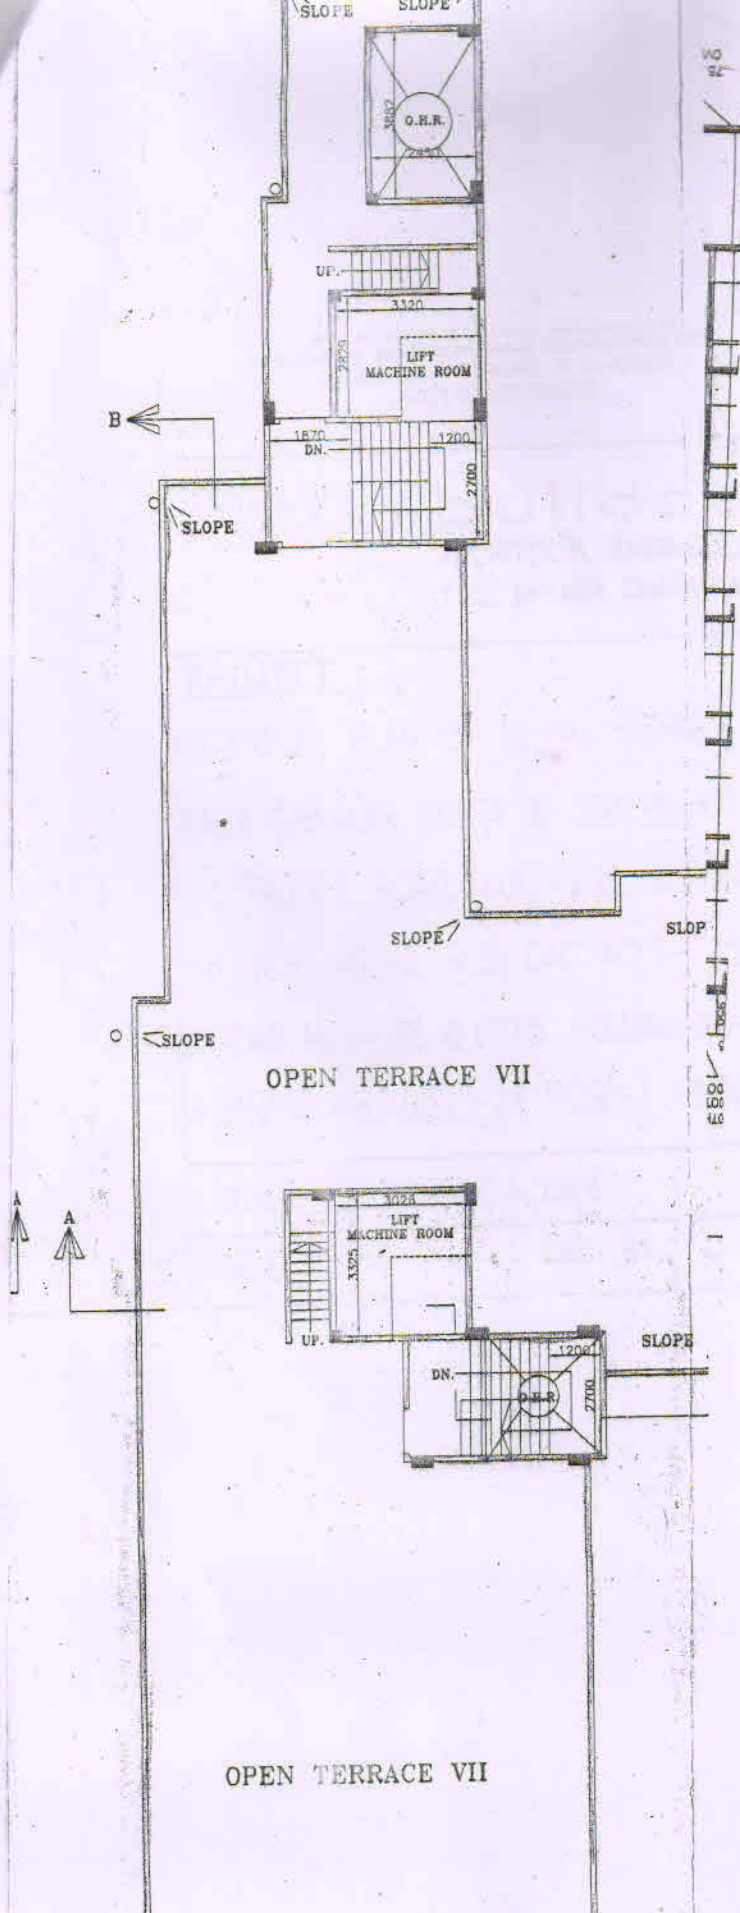 SLOPE
SLOPE
3882
O.H.R.
UP.
3320
2829
LIFT
MACHINE ROOM
B
1870
1200
DN.
2700
SLOPE
SLOPE
SLOP
SLOPE
OPEN TERRACE VII
A
A
3026
LIFT
MACHINE ROOM
3325
UP.
SLOPE
1200
DN.
O.H.R.
2700
OPEN TERRACE VII